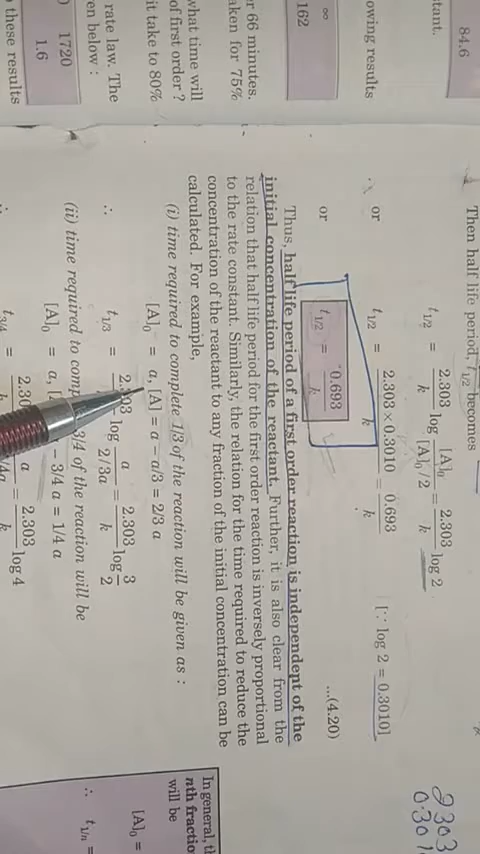 Then half life period, t1/2 becomes
t1/2 = 2.303/k log [A]0/[A]0/2 = 2.303/k log 2
or t1/2 = 2.303×0.3010/k = 0.693/k [∵ log 2 = 0.3010]
or t1/2 = 0.693/k ...(4.20)
Thus, half life period of a first order reaction is independent of the
initial concentration of the reactant. Further, it is also clear from the
relation that half life period for the first order reaction is inversely proportional
to the rate constant. Similarly, the relation for the time required to reduce the
concentration of the reactant to any fraction of the initial concentration can be
calculated. For example,
(i) time required to complete 1/3 of the reaction will be given as :
[A]0 = a, [A] = a – a/3 = 2/3 a
∴ t1/3 = log a/2/3a = 2.303/k log 3/2
(ii) time required to 3/4 of the reaction will be
[A]0 = a, – 3/4 a = 1/4 a
∴ t3/4 = a = 2.303/k log 4
84.6
stant.
owing results
∞
162
er 66 minutes.
aken for 75%
what time will
of first order ?
it take to 80%
rate law. The
en below :
1720
1.6
these results
2303
In general, th
nth fractio
will be
[A]0 =
∴ t1/n =